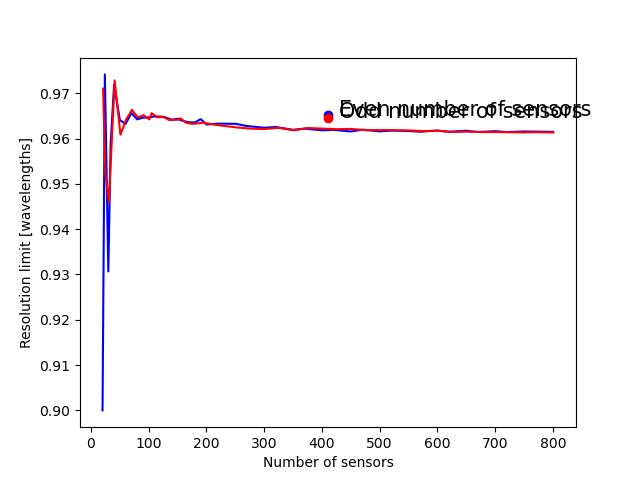 0.97
Even number of sensors
Odd number of sensors
0.96
0.95
0.94
0.93
0.92
0.91
0.90
Resolution limit [wavelengths]
0 100 200 300 400 500 600 700 800
Number of sensors